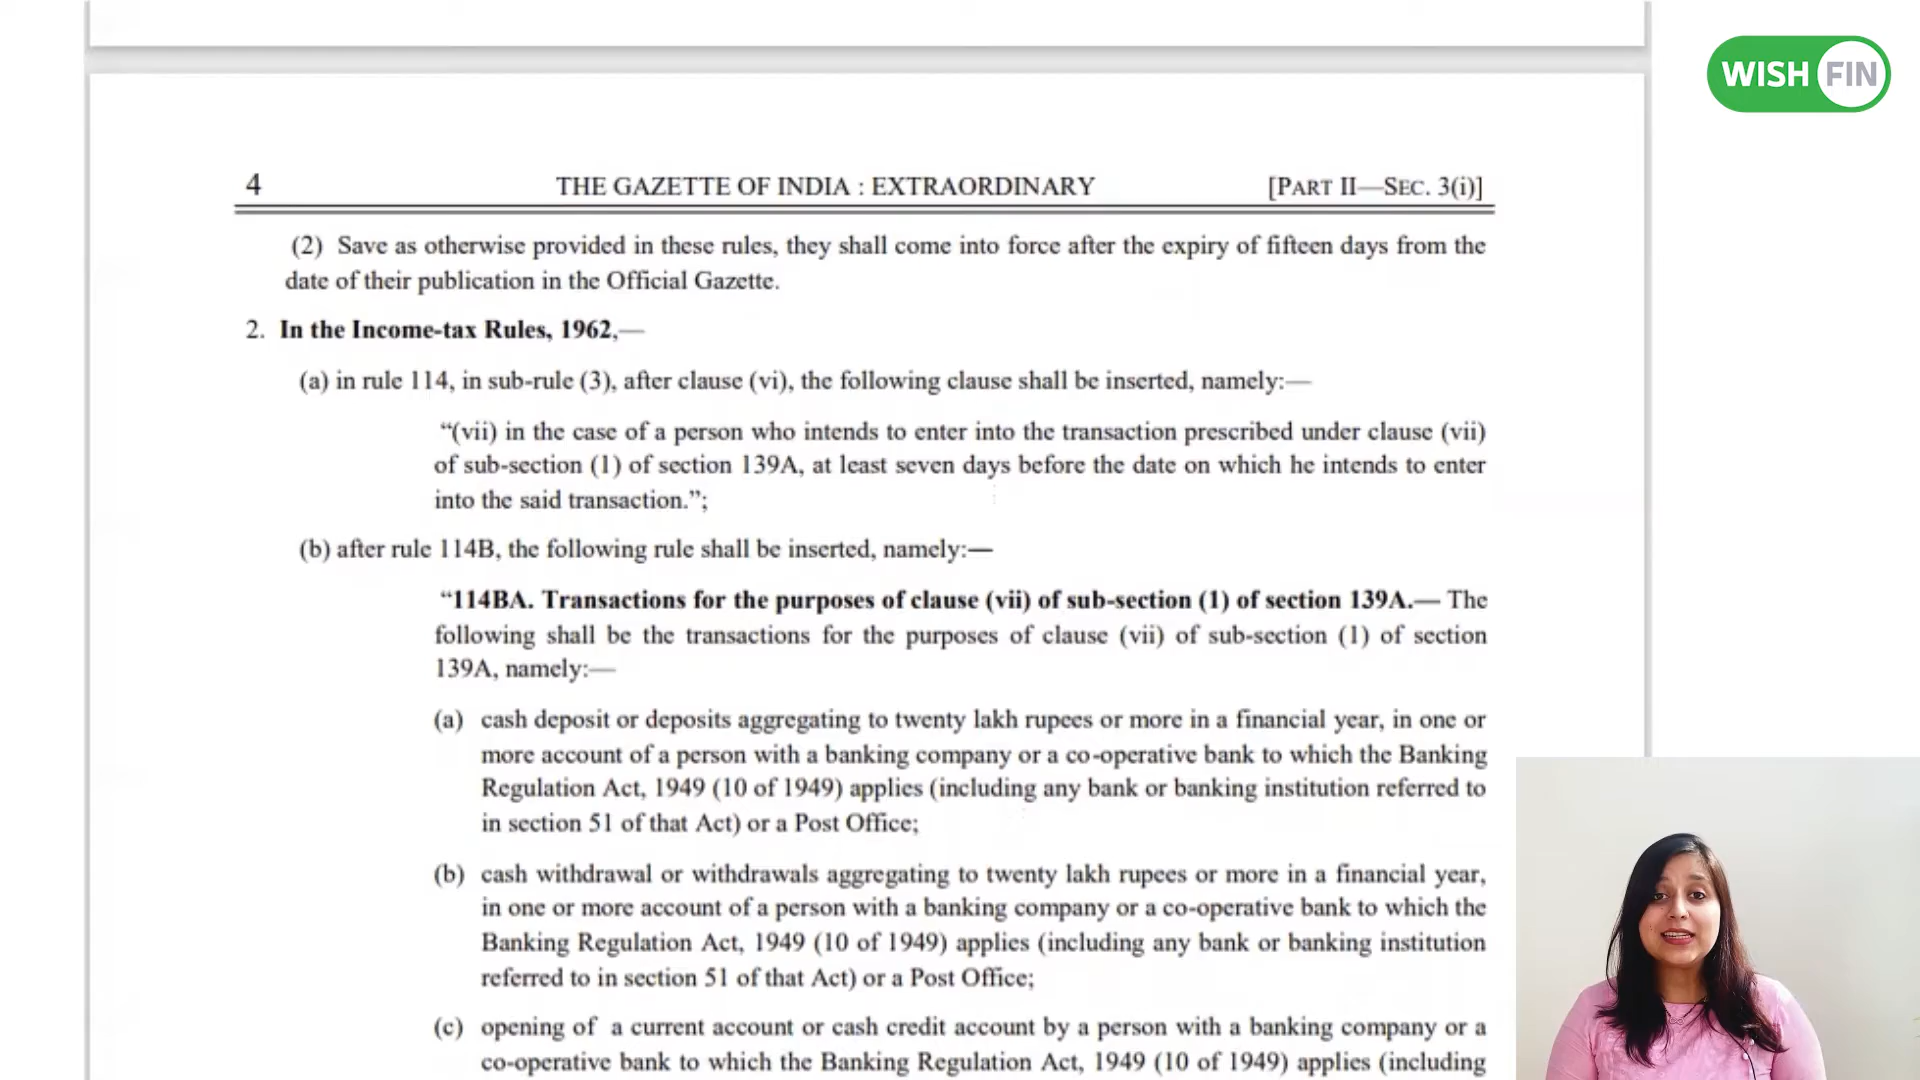 WISH FIN
4 THE GAZETTE OF INDIA : EXTRAORDINARY [PART II—SEC. 3(i)]
(2) Save as otherwise provided in these rules, they shall come into force after the expiry of fifteen days from the
date of their publication in the Official Gazette.
2. In the Income-tax Rules, 1962,—
(a) in rule 114, in sub-rule (3), after clause (vi), the following clause shall be inserted, namely:—
“(vii) in the case of a person who intends to enter into the transaction prescribed under clause (vii)
of sub-section (1) of section 139A, at least seven days before the date on which he intends to enter
into the said transaction.”;
(b) after rule 114B, the following rule shall be inserted, namely:—
“114BA. Transactions for the purposes of clause (vii) of sub-section (1) of section 139A.— The
following shall be the transactions for the purposes of clause (vii) of sub-section (1) of section
139A, namely:—
(a) cash deposit or deposits aggregating to twenty lakh rupees or more in a financial year, in one or
more account of a person with a banking company or a co-operative bank to which the Banking
Regulation Act, 1949 (10 of 1949) applies (including any bank or banking institution referred to
in section 51 of that Act) or a Post Office;
(b) cash withdrawal or withdrawals aggregating to twenty lakh rupees or more in a financial year,
in one or more account of a person with a banking company or a co-operative bank to which the
Banking Regulation Act, 1949 (10 of 1949) applies (including any bank or banking institution
referred to in section 51 of that Act) or a Post Office;
(c) opening of a current account or cash credit account by a person with a banking company or a
co-operative bank to which the Banking Regulation Act, 1949 (10 of 1949) applies (including